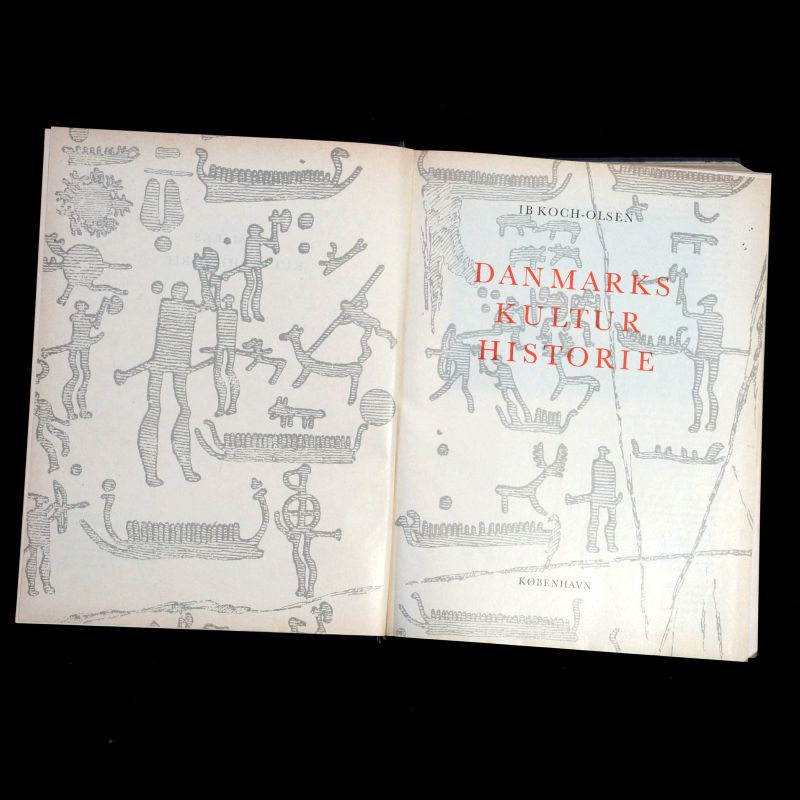 IB KOCH-OLSEN
DANMARKS
KULTUR
HISTORIE
KØBENHAVN